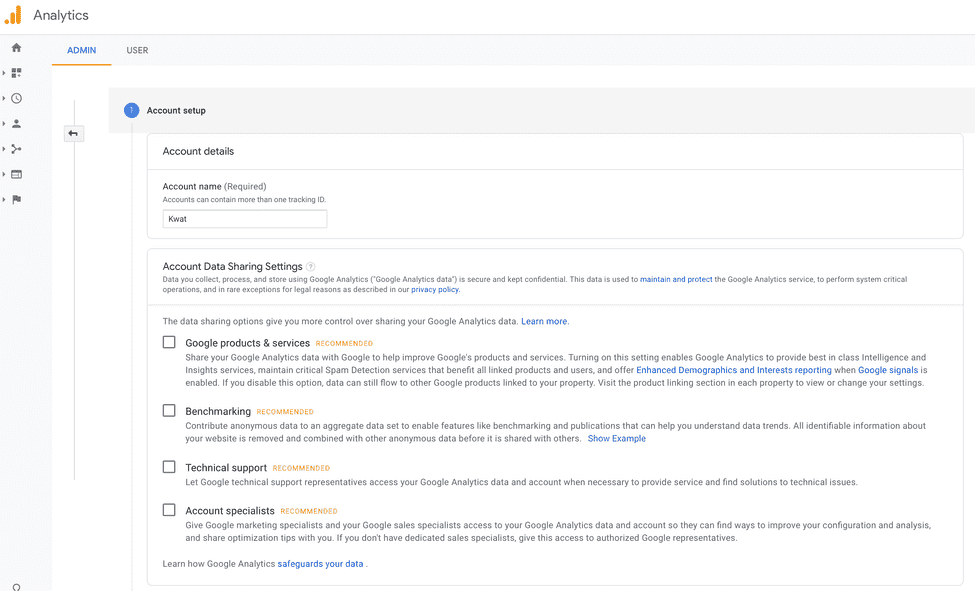 Analytics
ADMIN
USER
1 Account setup
Account details
Account name (Required)
Accounts can contain more than one tracking ID.
Kwat
Account Data Sharing Settings ?
Data you collect, process, and store using Google Analytics ("Google Analytics data") is secure and kept confidential. This data is used to maintain and protect the Google Analytics service, to perform system critical
operations, and in rare exceptions for legal reasons as described in our privacy policy.
The data sharing options give you more control over sharing your Google Analytics data. Learn more.
Google products & services RECOMMENDED
Share your Google Analytics data with Google to help improve Google's products and services. Turning on this setting enables Google Analytics to provide best in class Intelligence and
Insights services, maintain critical Spam Detection services that benefit all linked products and users, and offer Enhanced Demographics and Interests reporting when Google signals is
enabled. If you disable this option, data can still flow to other Google products linked to your property. Visit the product linking section in each property to view or change your settings.
Benchmarking RECOMMENDED
Contribute anonymous data to an aggregate data set to enable features like benchmarking and publications that can help you understand data trends. All identifiable information about
your website is removed and combined with other anonymous data before it is shared with others. Show Example
Technical support RECOMMENDED
Let Google technical support representatives access your Google Analytics data and account when necessary to provide service and find solutions to technical issues.
Account specialists RECOMMENDED
Give Google marketing specialists and your Google sales specialists access to your Google Analytics data and account so they can find ways to improve your configuration and analysis,
and share optimization tips with you. If you don't have dedicated sales specialists, give this access to authorized Google representatives.
Learn how Google Analytics safeguards your data .